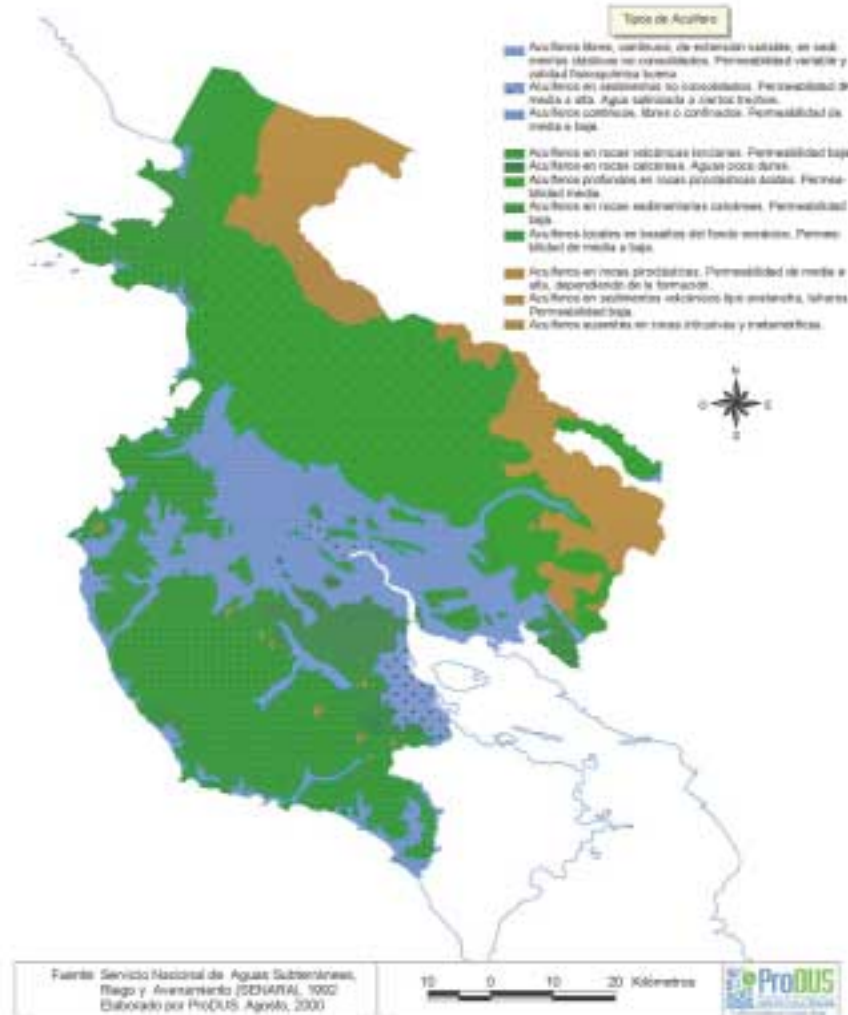 Tipos de Acuífero
Acuíferos libres, continuos, de extensión variable, en sedi-
mentos clásticos no consolidados. Permeabilidad variable y
calidad fisicoquímica buena
Acuíferos en sedimentos no consolidados. Permeabilidad de
media a alta. Agua salinizada a ciertos trechos.
Acuíferos continuos, libres o confinados. Permeabilidad de
media a baja.
Acuíferos en rocas volcánicas terciarias. Permeabilidad baja
Acuíferos en rocas calcáreas. Aguas poco duras.
Acuíferos profundos en rocas piroclásticas ácidas. Permea-
bilidad media.
Acuíferos en rocas sedimentarias calcáreas. Permeabilidad
baja.
Acuíferos locales en basaltos del fondo oceánico. Permea-
bilidad de media a baja.
Acuíferos en rocas piroclásticas. Permeabilidad de media a
alta, dependiendo de la formación.
Acuíferos en sedimentos volcánicos tipo avalancha, lahares
Permeabilidad baja.
Acuíferos ausentes en rocas intrusivas y metamórficas.
N
O E
S
Fuente: Servicio Nacional de Aguas Subterráneas,
Riego y Avenamiento (SENARA), 1992
Elaborado por ProDUS. Agosto, 2000
10 0 10 20 Kilómetros
ProDUS